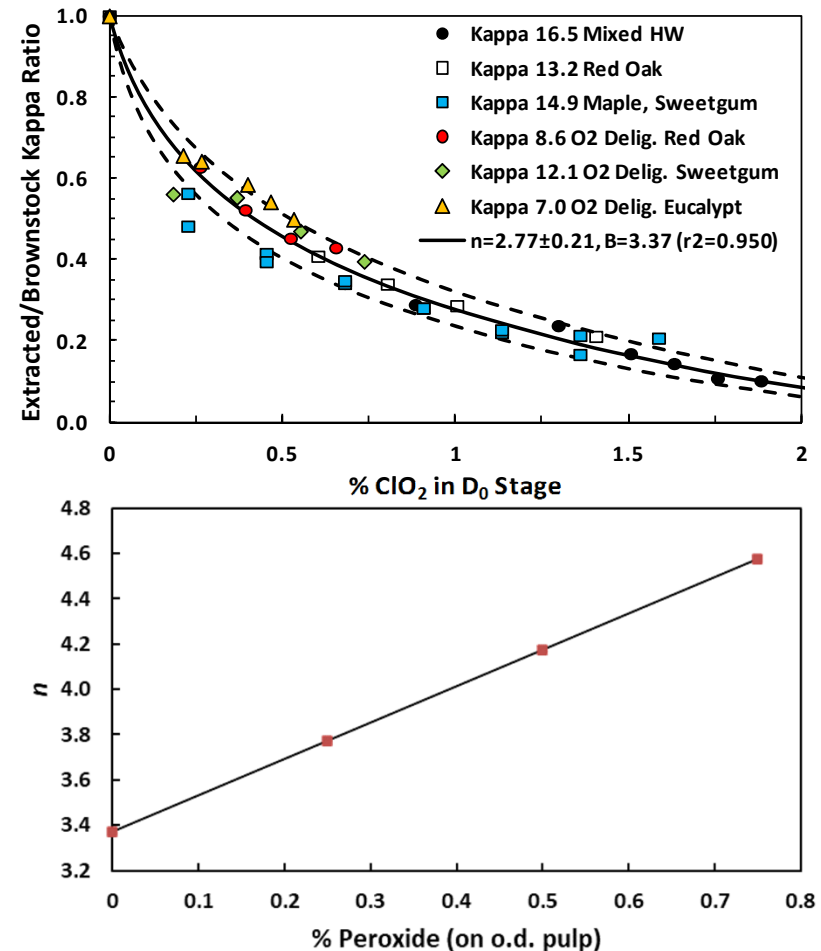 Extracted/Brownstock Kappa Ratio
1.0
0.8
0.6
0.4
0.2
0.0
Kappa 16.5 Mixed HW
Kappa 13.2 Red Oak
Kappa 14.9 Maple, Sweetgum
Kappa 8.6 O2 Delig. Red Oak
Kappa 12.1 O2 Delig. Sweetgum
Kappa 7.0 O2 Delig. Eucalypt
n=2.77±0.21, B=3.37 (r2=0.950)
0 0.5 1 1.5 2
% ClO₂ in D₀ Stage
n
4.8
4.6
4.4
4.2
4.0
3.8
3.6
3.4
3.2
0 0.1 0.2 0.3 0.4 0.5 0.6 0.7 0.8
% Peroxide (on o.d. pulp)